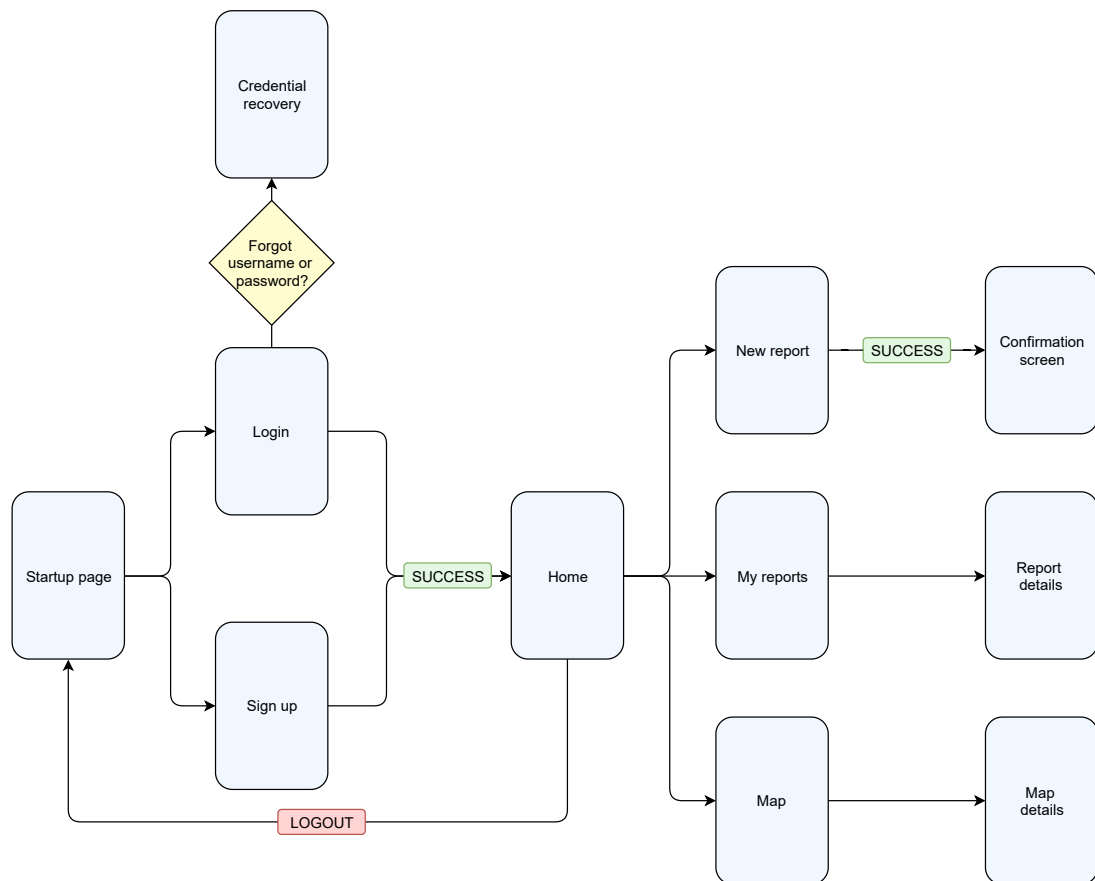 Credential
recovery
Forgot
username or
password?
New report
SUCCESS
Confirmation
screen
Login
Startup page
SUCCESS
Home
My reports
Report
details
Sign up
Map
Map
details
LOGOUT